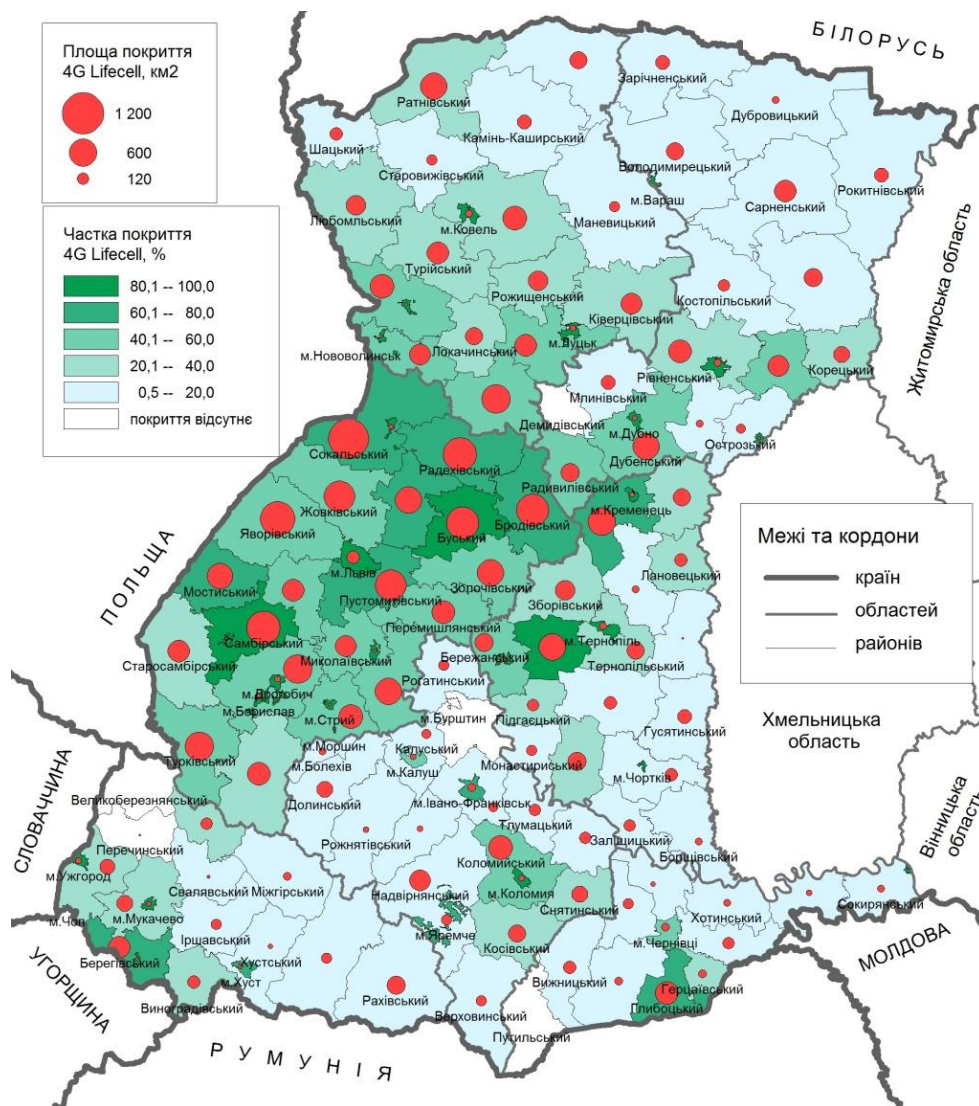 Площа покриття
4G Lifecell, км2
1 200
600
120
Частка покриття
4G Lifecell, %
80,1 -- 100,0
60,1 -- 80,0
40,1 -- 60,0
20,1 -- 40,0
0,5 -- 20,0
покриття відсутнє
БІЛОРУСЬ
Зарічненський
Ратнівський
Дубровицький
Камінь-Каширський
Шацький
Володимирецький
Старовижівський
Рокитнівський
м.Вараш
Сарненський
Любомльський
м.Ковель
Маневицький
Житомирська область
Турійський
Рожищенський
Костопільський
Ківерцівський
м.Нововолинськ
Локачинський
м.Луцьк
Рівненський
Корецький
Млинівський
Демидівський
м.Дубно
Острозький
Сокальський
Дубенський
Радехівський
Радивилівський
м.Кременець
Жовківський
Бродівський
Яворівський
Буський
Межі та кордони
країн
областей
районів
ПОЛЬЩА
м.Львів
Лановецький
Мостиський
Пустомитівський
Золочівський
Зборівський
Перемишлянський
Самбірський
м.Тернопіль
Старосамбірський
Миколаївський
Бережанський
Тернопільський
Рогатинський
м.Дрогобич
м.Борислав
м.Стрий
м.Бурштин
Підгаєцький
Гусятинський
Хмельницька
область
Турківський
м.Моршин
Калуський
м.Болехів
м.Калуш
Монастириський
м.Чортків
СЛОВАЧЧИНА
Великоберезнянський
Долинський
м.Івано-Франківськ
Тлумацький
Вінницька
область
Перечинський
Рожнятівський
Коломийський
Заліщицький
Борщівський
м.Ужгород
Свалявський
Міжгірський
Надвірнянський
м.Коломия
Снятинський
Сокирянський
м.Чоп
м.Мукачево
Хотинський
Іршавський
м.Яремче
Косівський
м.Чернівці
МОЛДОВА
Берегівський
Хустський
м.Хуст
УГОРЩИНА
Виноградівський
Рахівський
Вижницький
Герцаївський
Глибоцький
Верховинський
Путильський
РУМУНІЯ